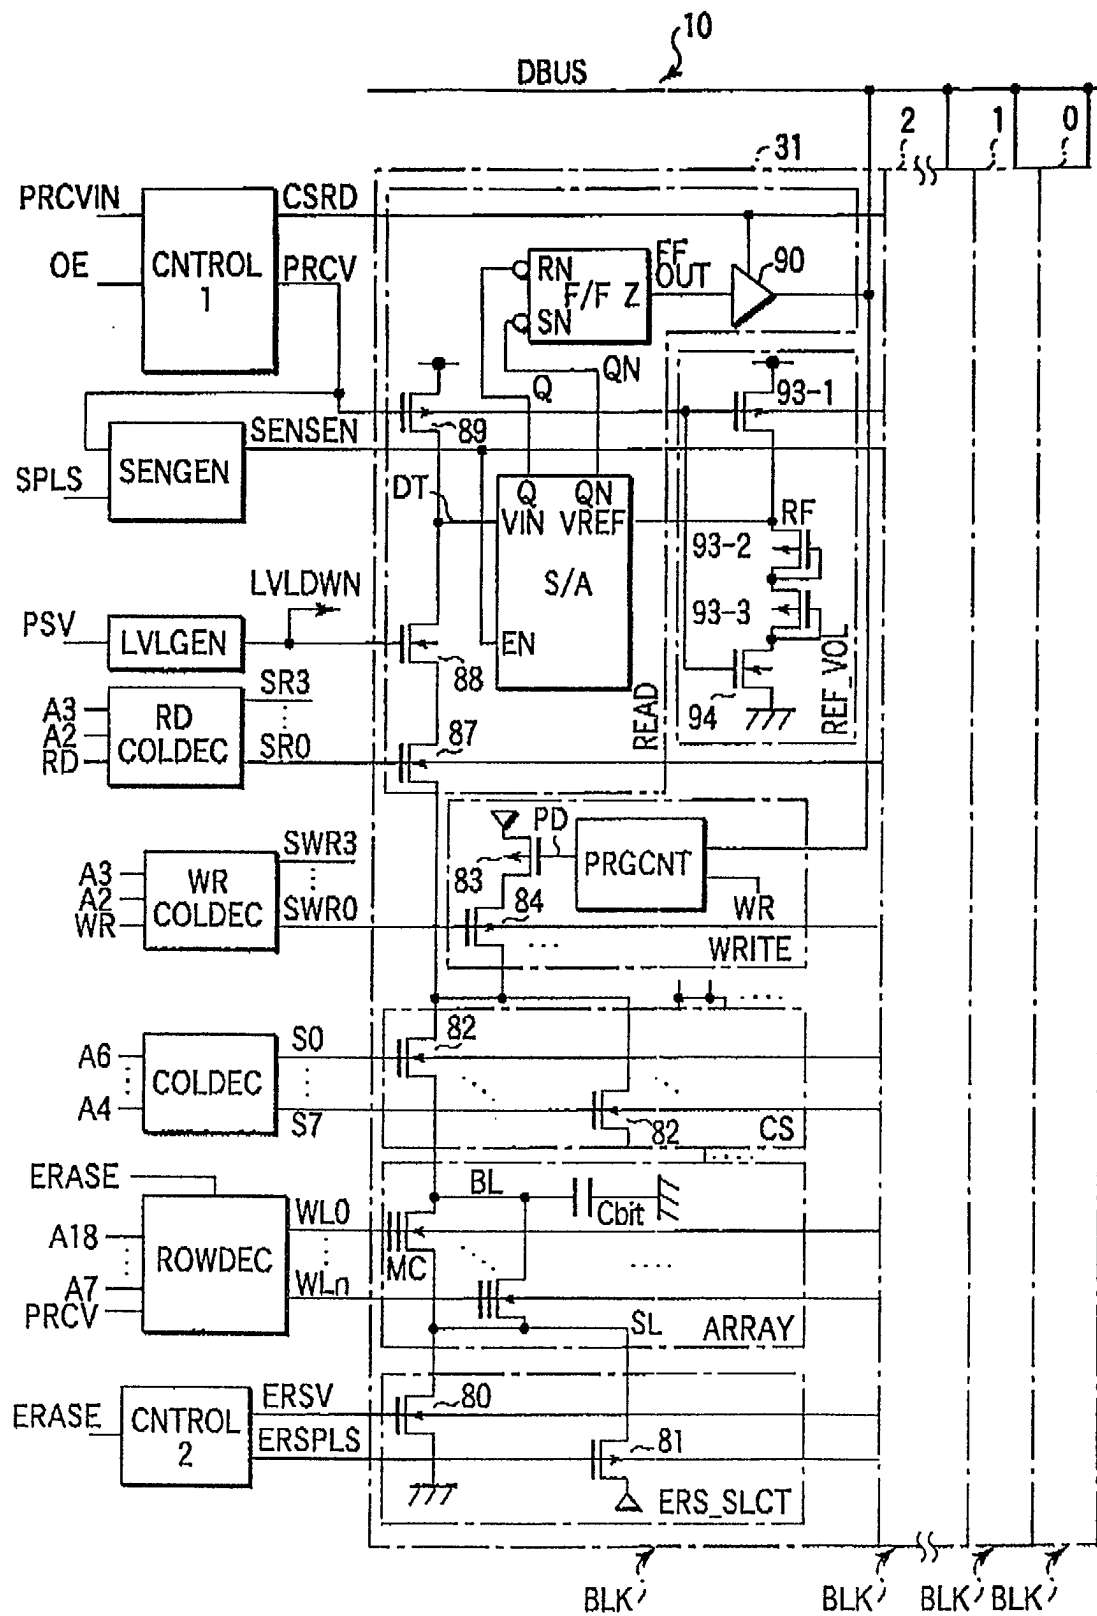 10
DBUS
31
2
1
0
PRCVIN
OE
CNTROL
1
CSRD
PRCV
RN
F/F Z
SN
FF
OUT
90
Q
QN
89
93-1
SPLS
SENGEN
SENSEN
DT
Q QN
VIN VREF
S/A
EN
RF
93-2
93-3
94
REF_VOL
READ
PSV
LVLGEN
LVLDWN
88
A3
A2
RD
RD
COLDEC
SR3
SR0
87
PD
83
PRGCNT
84
WR
WRITE
A3
A2
WR
WR
COLDEC
SWR3
SWR0
A6
A4
COLDEC
S0
S7
82
82
CS
ERASE
A18
A7
PRCV
ROWDEC
WL0
WLn
BL
Cbit
MC
SL
ARRAY
ERASE
CNTROL
2
ERSV
ERSPLS
80
81
ERS_SLCT
BLK
BLK
BLK
BLK